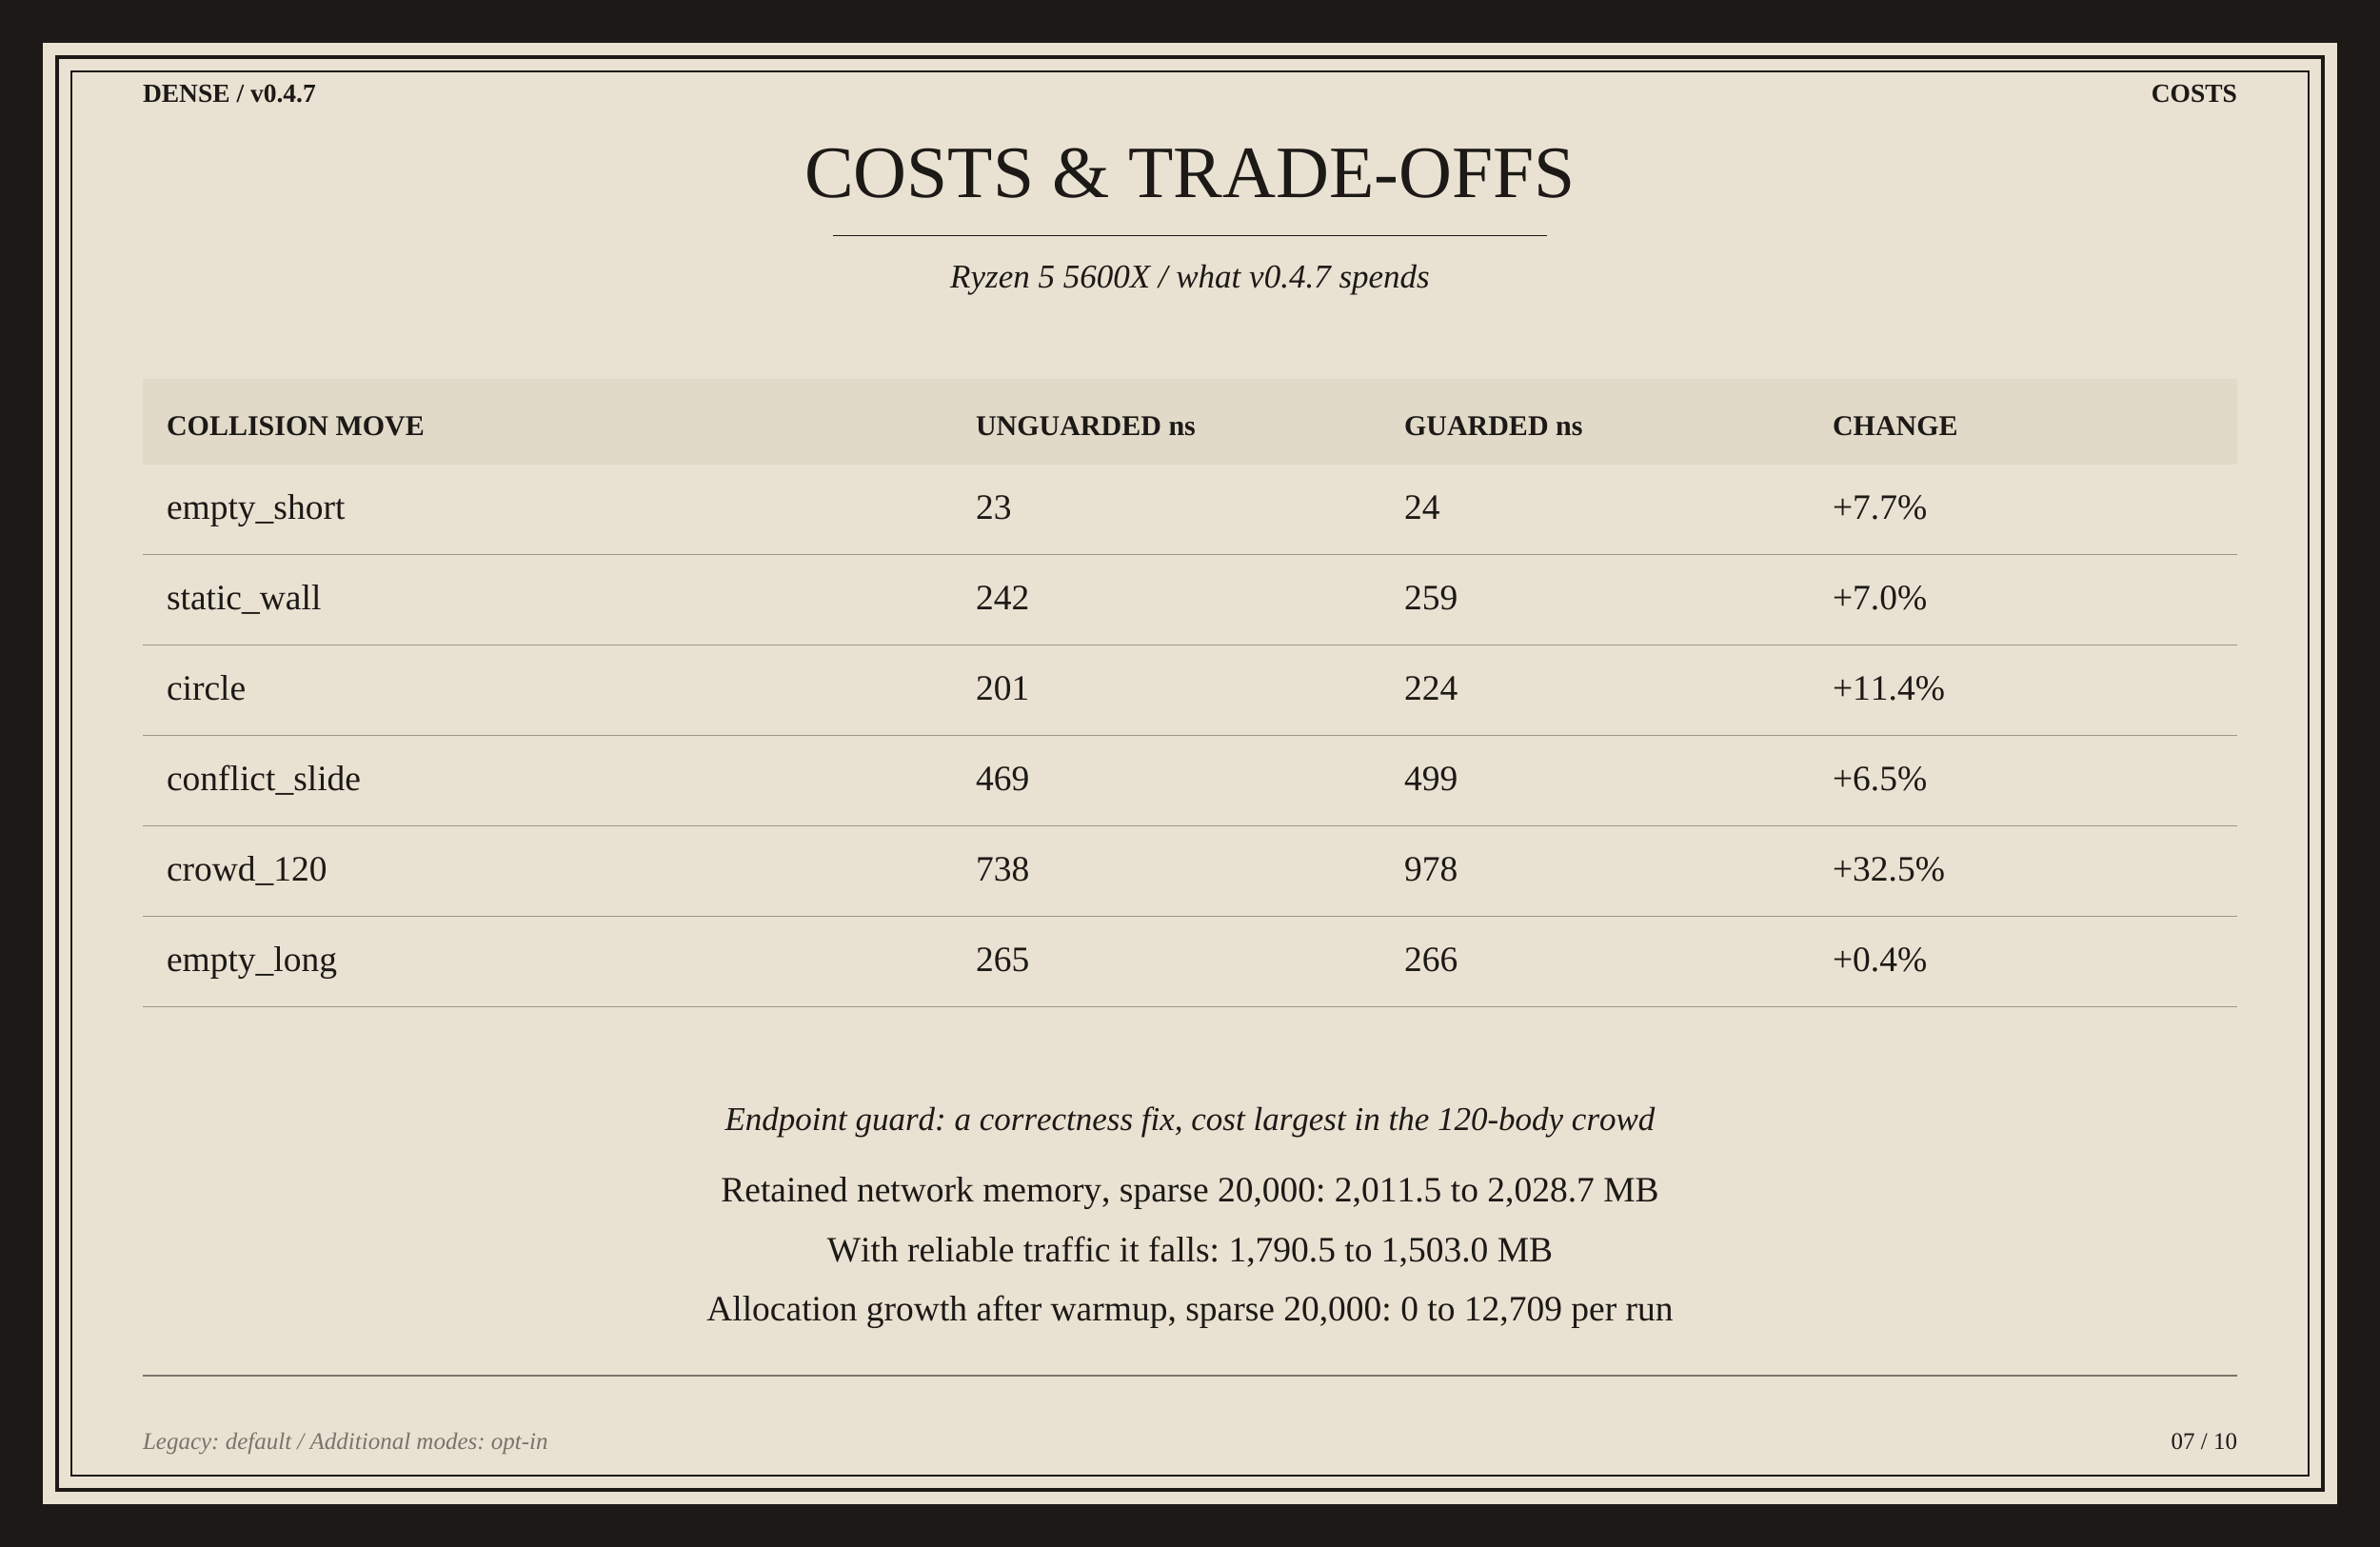 DENSE / v0.4.7
COSTS
COSTS & TRADE-OFFS
Ryzen 5 5600X / what v0.4.7 spends
COLLISION MOVE UNGUARDED ns GUARDED ns CHANGE
empty_short 23 24 +7.7%
static_wall 242 259 +7.0%
circle 201 224 +11.4%
conflict_slide 469 499 +6.5%
crowd_120 738 978 +32.5%
empty_long 265 266 +0.4%
Endpoint guard: a correctness fix, cost largest in the 120-body crowd
Retained network memory, sparse 20,000: 2,011.5 to 2,028.7 MB
With reliable traffic it falls: 1,790.5 to 1,503.0 MB
Allocation growth after warmup, sparse 20,000: 0 to 12,709 per run
Legacy: default / Additional modes: opt-in
07 / 10